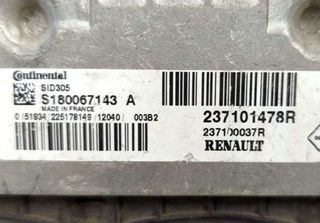 Continental
SID305
S180067143 A
MADE IN FRANCE
0/51934/225178149/12040/ 003B2
237101478R
237100037R
RENAULT